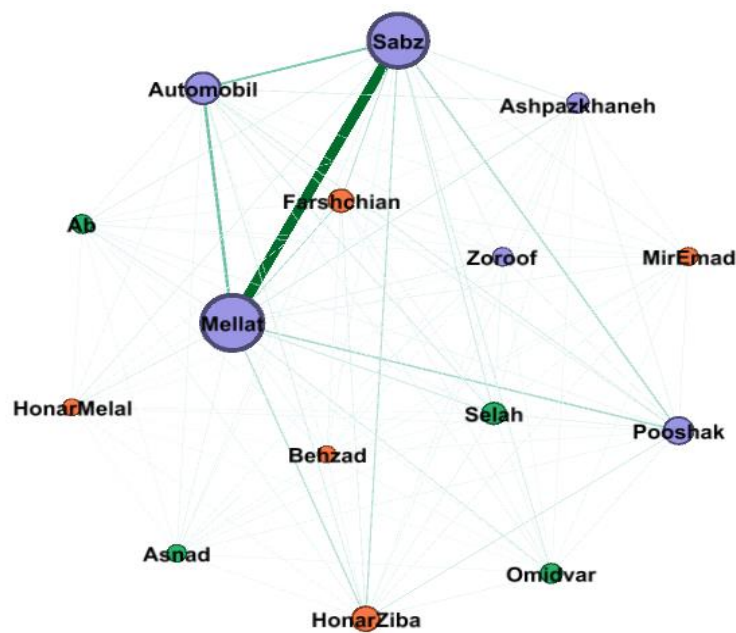 Sabz
Automobil
Ashpazkhaneh
Farshchian
Ab
Zoroof
MirEmad
Mellat
HonarMelal
Selah
Pooshak
Behzad
Asnad
Omidvar
HonarZiba